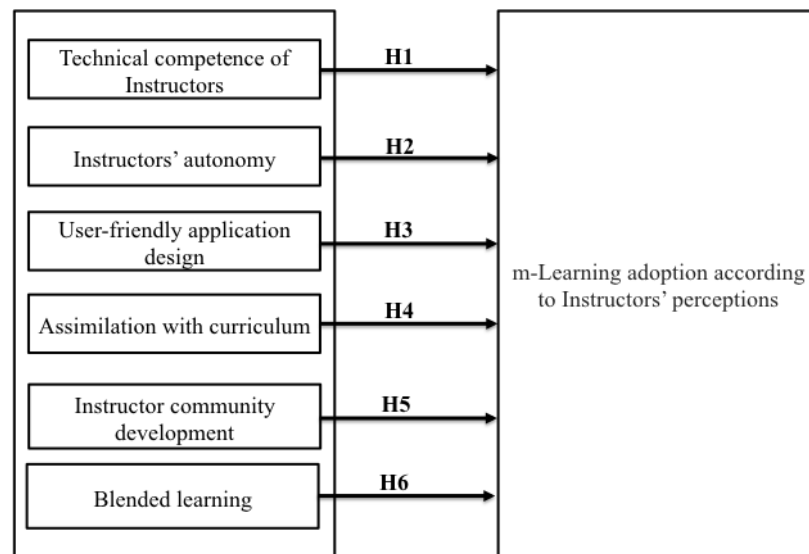 Technical competence of
Instructors
H1
Instructors' autonomy
H2
User-friendly application
design
H3
Assimilation with curriculum
H4
Instructor community
development
H5
Blended learning
H6
m-Learning adoption according
to Instructors' perceptions